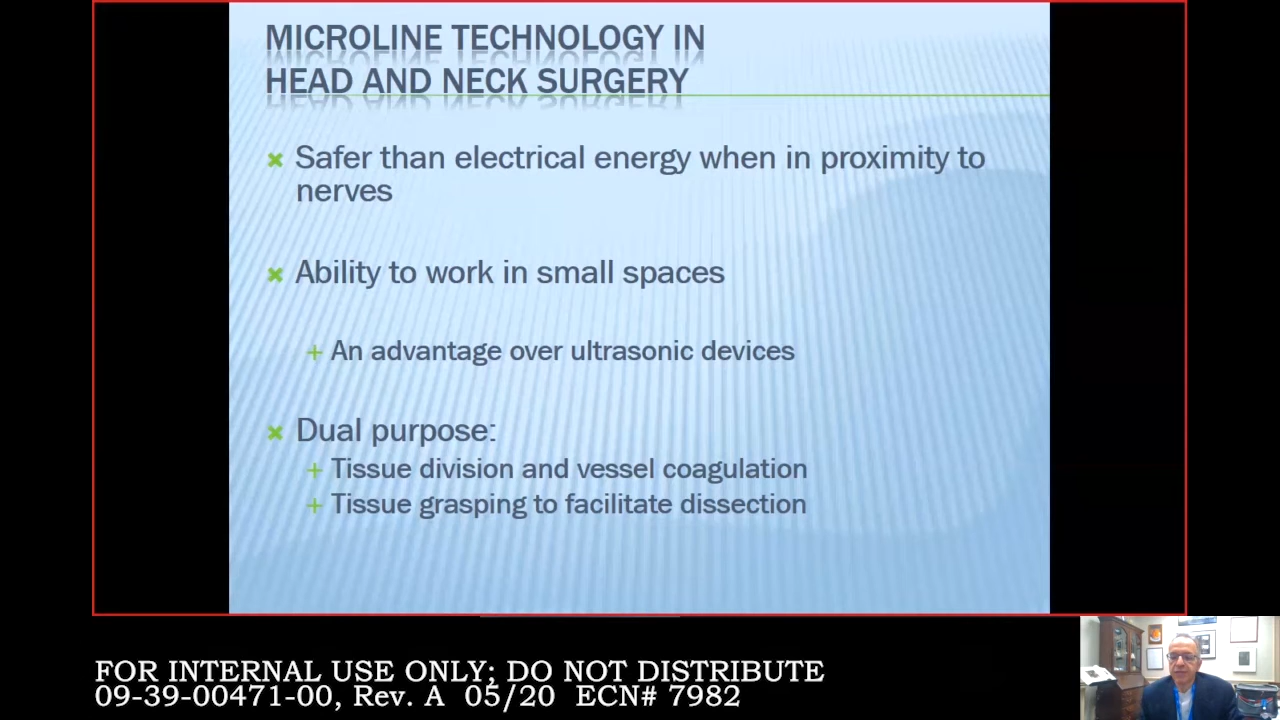 MICROLINE TECHNOLOGY IN
HEAD AND NECK SURGERY
Safer than electrical energy when in proximity to
nerves
Ability to work in small spaces
+ An advantage over ultrasonic devices
Dual purpose:
+ Tissue division and vessel coagulation
+ Tissue grasping to facilitate dissection
FOR INTERNAL USE ONLY; DO NOT DISTRIBUTE
09-39-00471-00, Rev. A 05/20 ECN# 7982